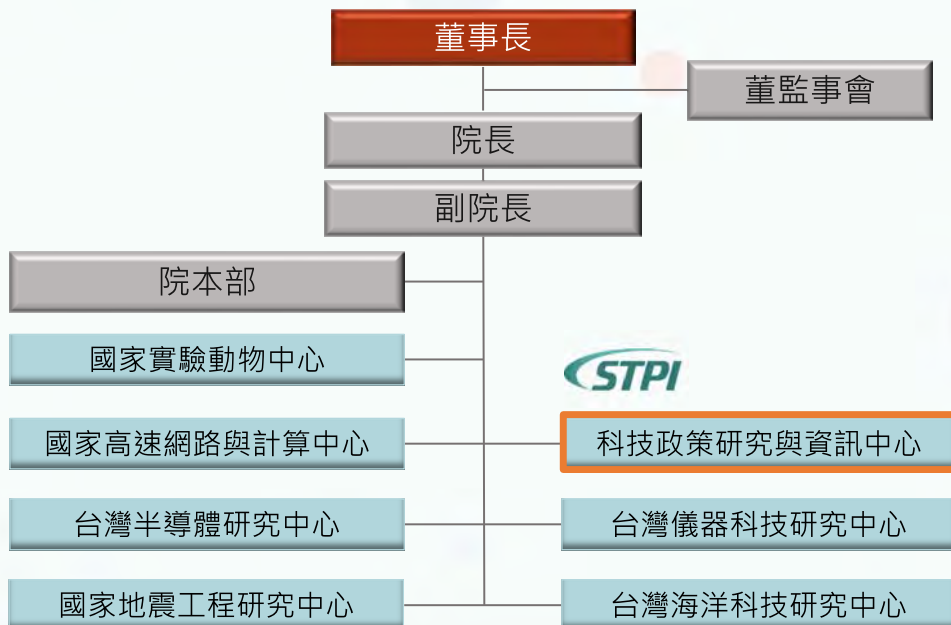 董事長
董監事會
院長
副院長
院本部
國家實驗動物中心
STPI
國家高速網路與計算中心
科技政策研究與資訊中心
台灣半導體研究中心
台灣儀器科技研究中心
國家地震工程研究中心
台灣海洋科技研究中心